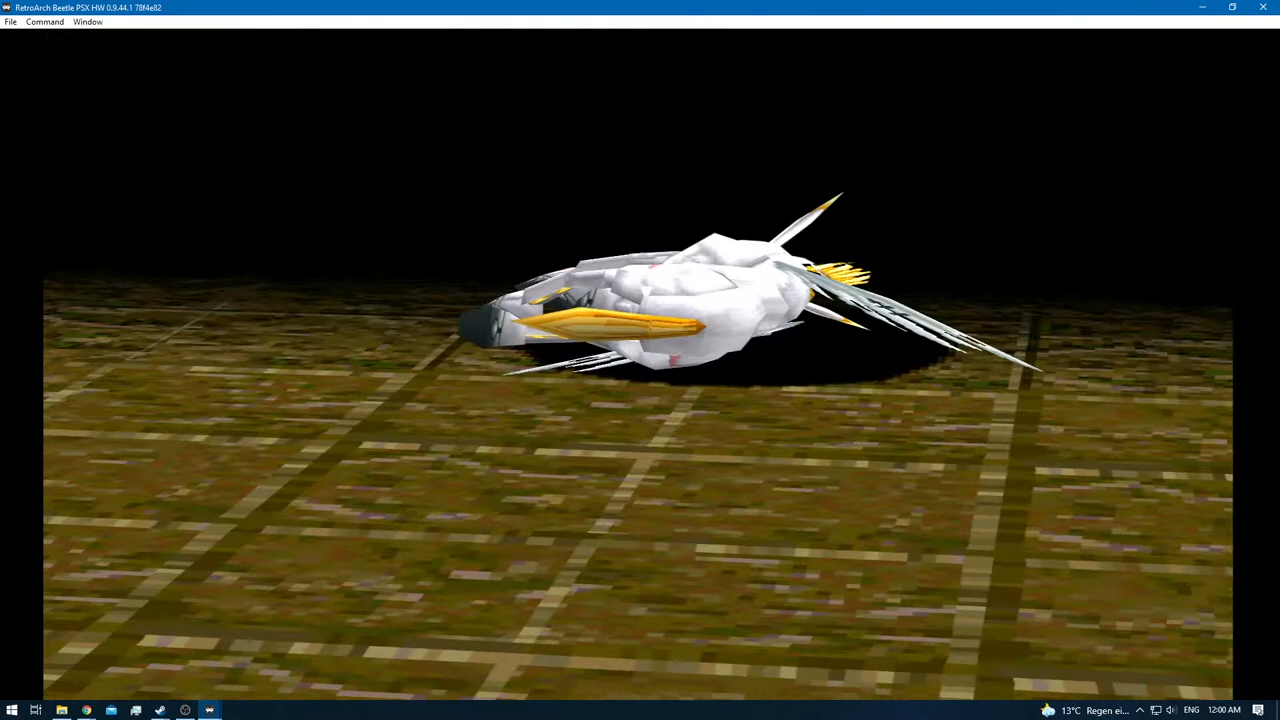 RetroArch Beetle PSX HW 0.9.44.1 78f4e82
File Command Window
13°C Regen ei... ENG 12:00 AM